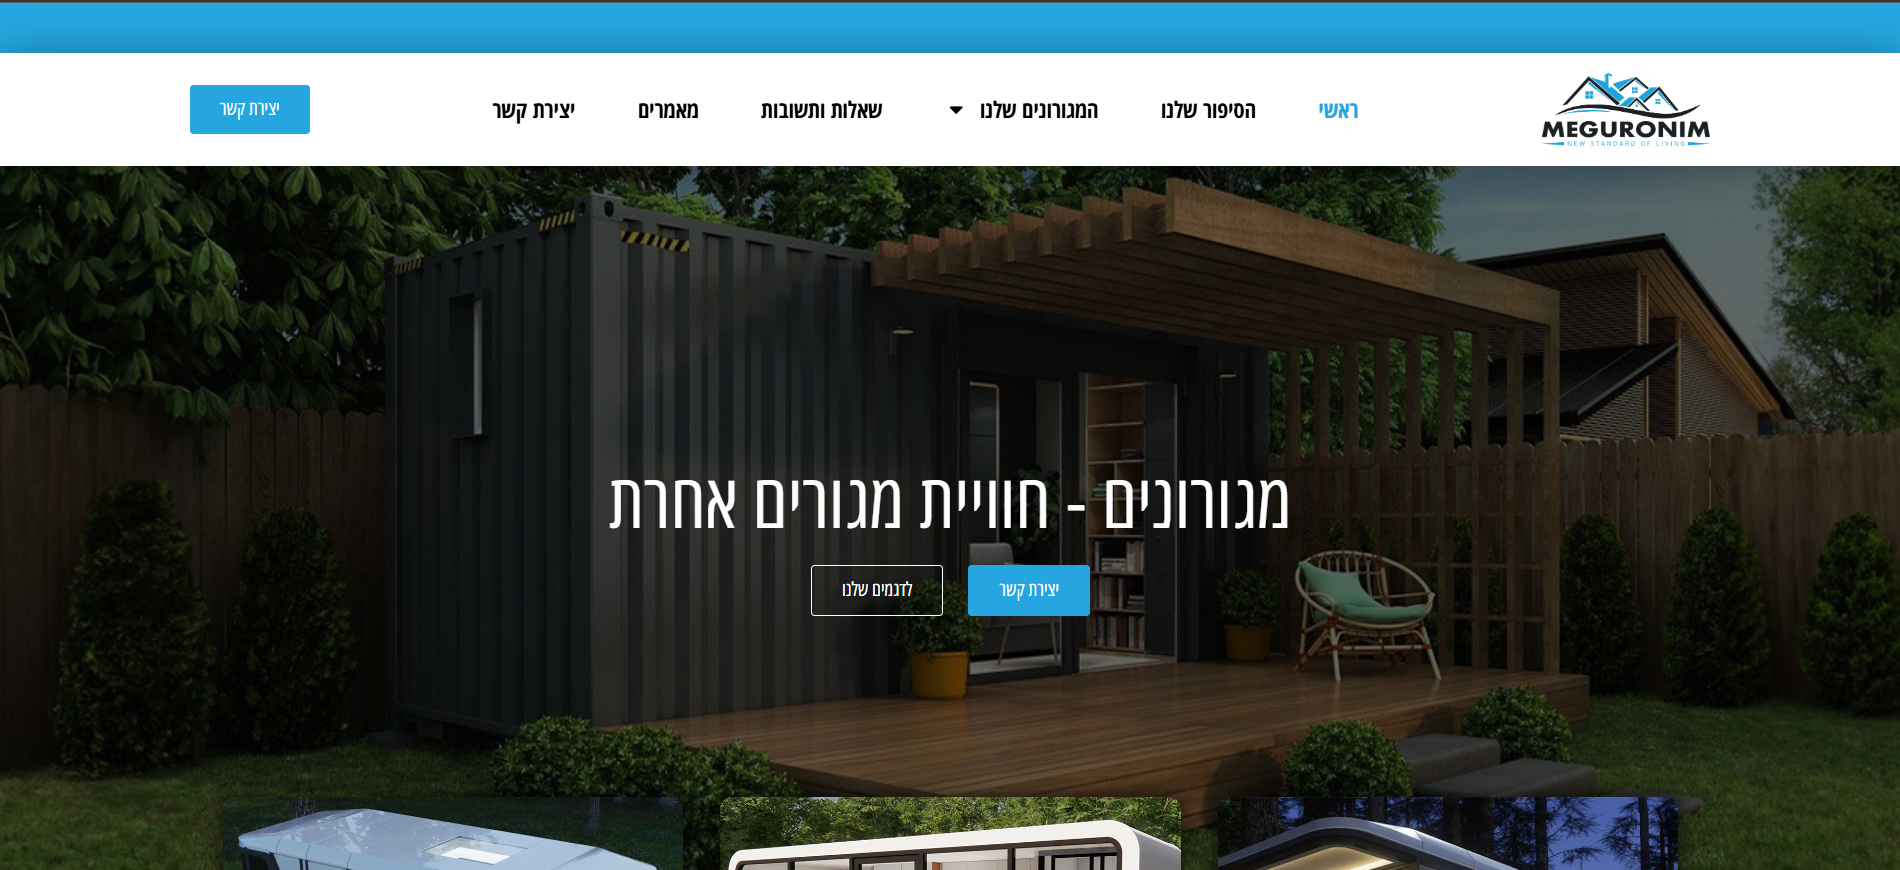 MEGURONIM
NEW STANDARD OF LIVING
ראשי
הסיפור שלנו
המגורונים שלנו
שאלות ותשובות
מאמרים
יצירת קשר
יצירת קשר
מגורונים - חוויית מגורים אחרת
יצירת קשר
לדגמים שלנו